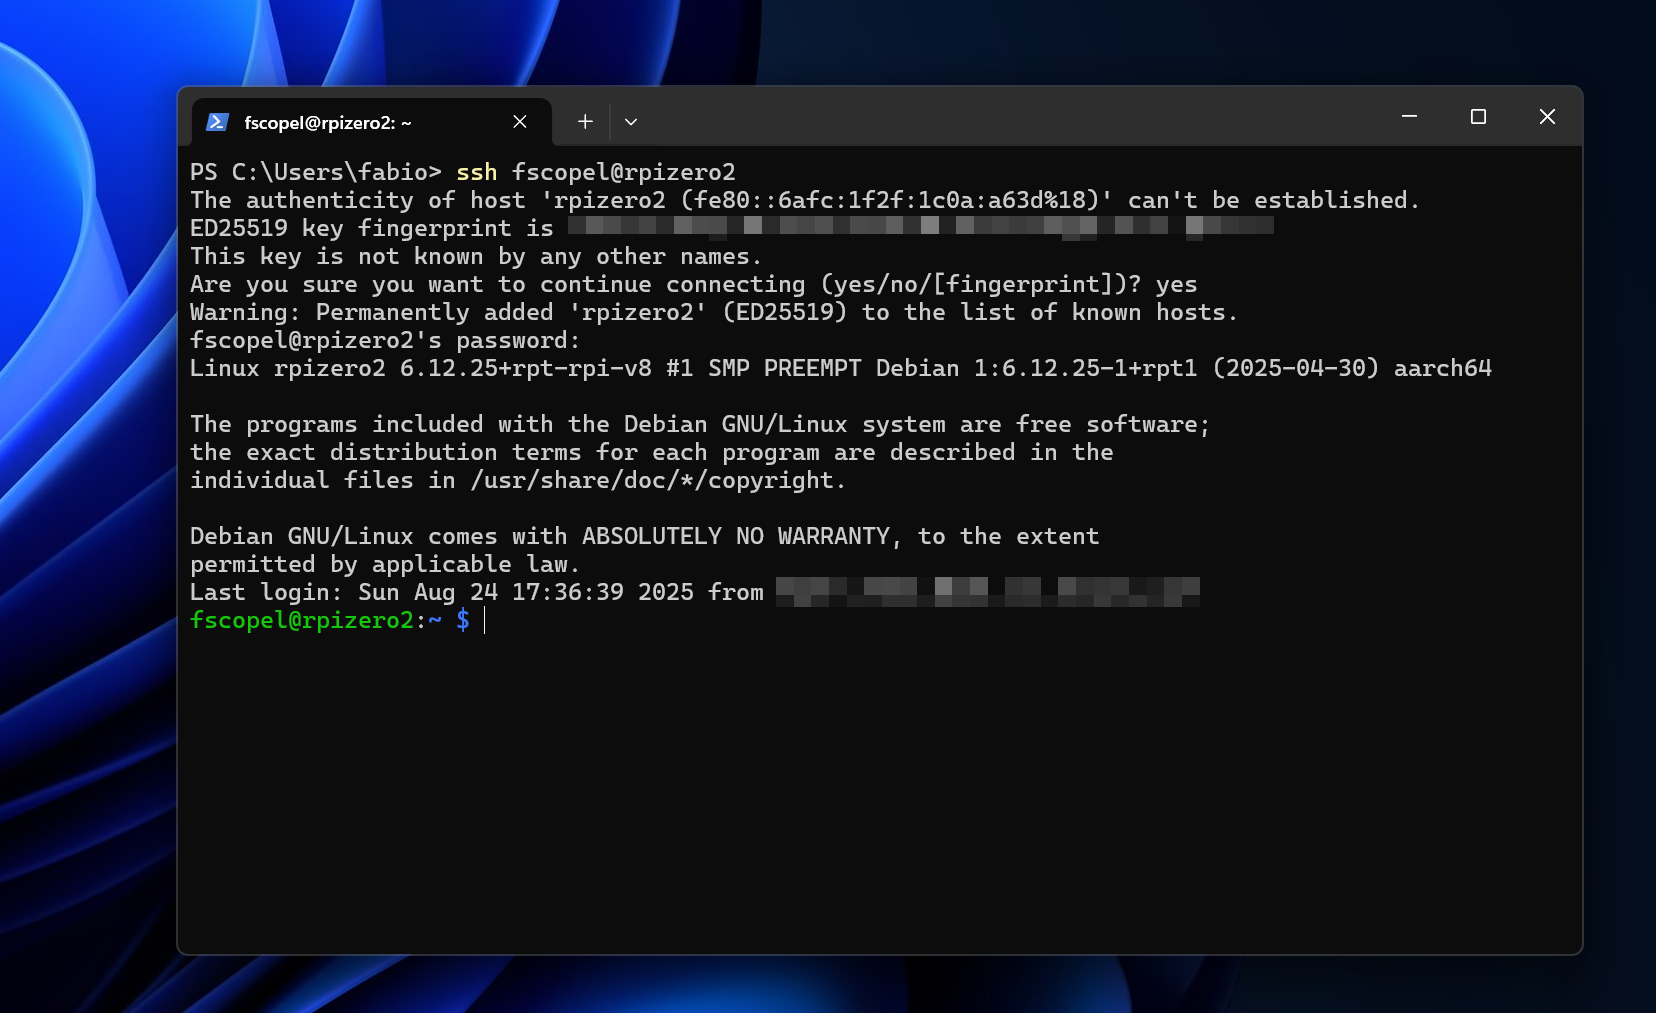 fscopel@rpizero2: ~
PS C:\Users\fabio> ssh fscopel@rpizero2
The authenticity of host 'rpizero2 (fe80::6afc:1f2f:1c0a:a63d%18)' can't be established.
ED25519 key fingerprint is
This key is not known by any other names.
Are you sure you want to continue connecting (yes/no/[fingerprint])? yes
Warning: Permanently added 'rpizero2' (ED25519) to the list of known hosts.
fscopel@rpizero2's password:
Linux rpizero2 6.12.25+rpt-rpi-v8 #1 SMP PREEMPT Debian 1:6.12.25-1+rpt1 (2025-04-30) aarch64
The programs included with the Debian GNU/Linux system are free software;
the exact distribution terms for each program are described in the
individual files in /usr/share/doc/*/copyright.
Debian GNU/Linux comes with ABSOLUTELY NO WARRANTY, to the extent
permitted by applicable law.
Last login: Sun Aug 24 17:36:39 2025 from
fscopel@rpizero2:~ $